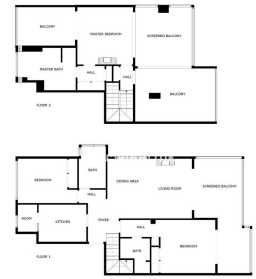 BALCONY
MASTER BEDROOM
SCREENED BALCONY
MASTER BATH
HALL
HALL
BALCONY
FLOOR 2
BATH
BEDROOM
DINING AREA
LIVING ROOM
SCREENED BALCONY
HALL
ROOM
KITCHEN
FOYER
HALL
BATH
BEDROOM
FLOOR 1